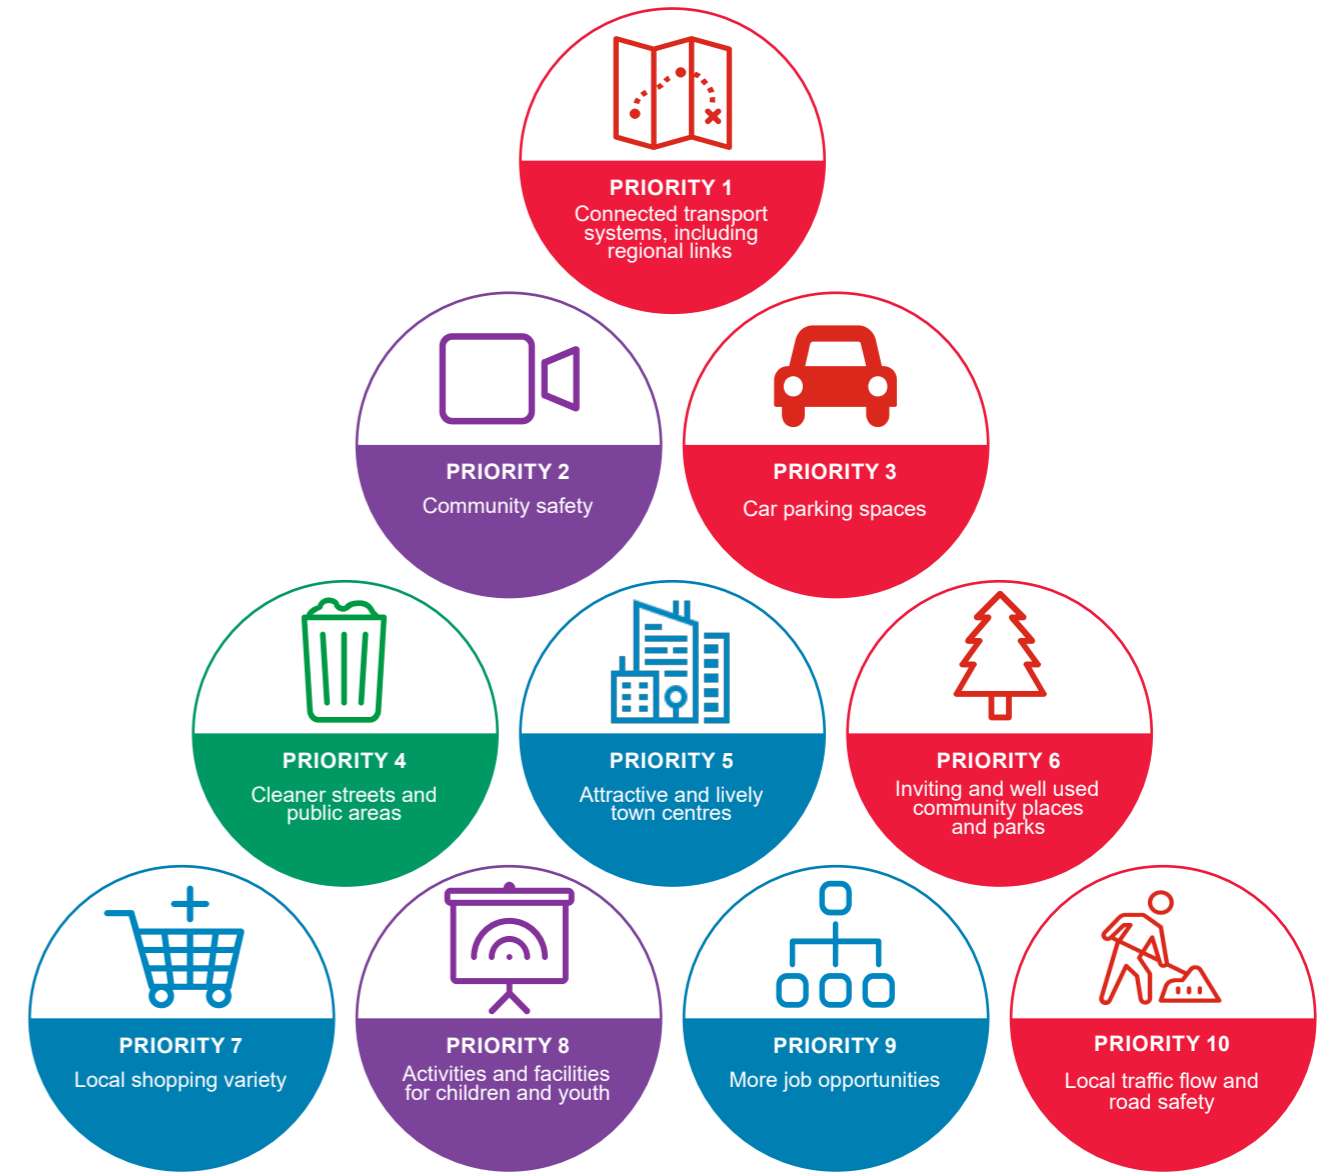 PRIORITY 1
Connected transport
systems, including
regional links
PRIORITY 2
Community safety
PRIORITY 3
Car parking spaces
PRIORITY 4
Cleaner streets and
public areas
PRIORITY 5
Attractive and lively
town centres
PRIORITY 6
Inviting and well used
community places
and parks
PRIORITY 7
Local shopping variety
PRIORITY 8
Activities and facilities
for children and youth
PRIORITY 9
More job opportunities
PRIORITY 10
Local traffic flow and
road safety